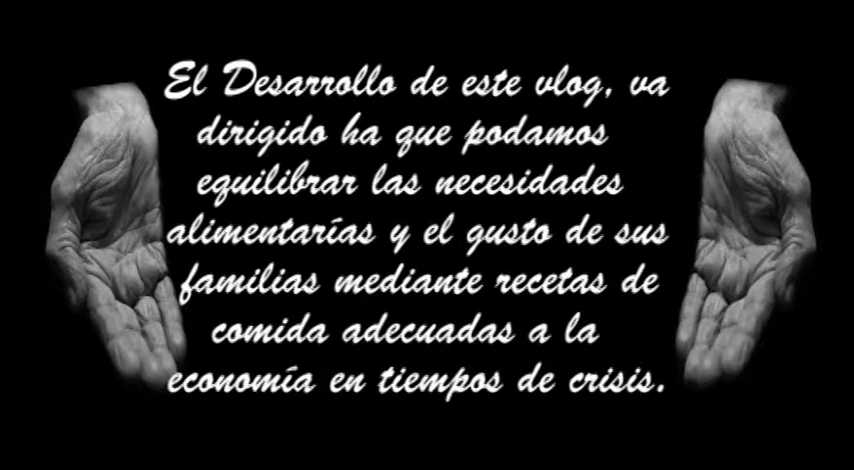 El Desarrollo de este vlog, va
dirigido ha que podamos
equilibrar las necesidades
alimentarías y el gusto de sus
familias mediante recetas de
comida adecuadas a la
economía en tiempos de crisis.